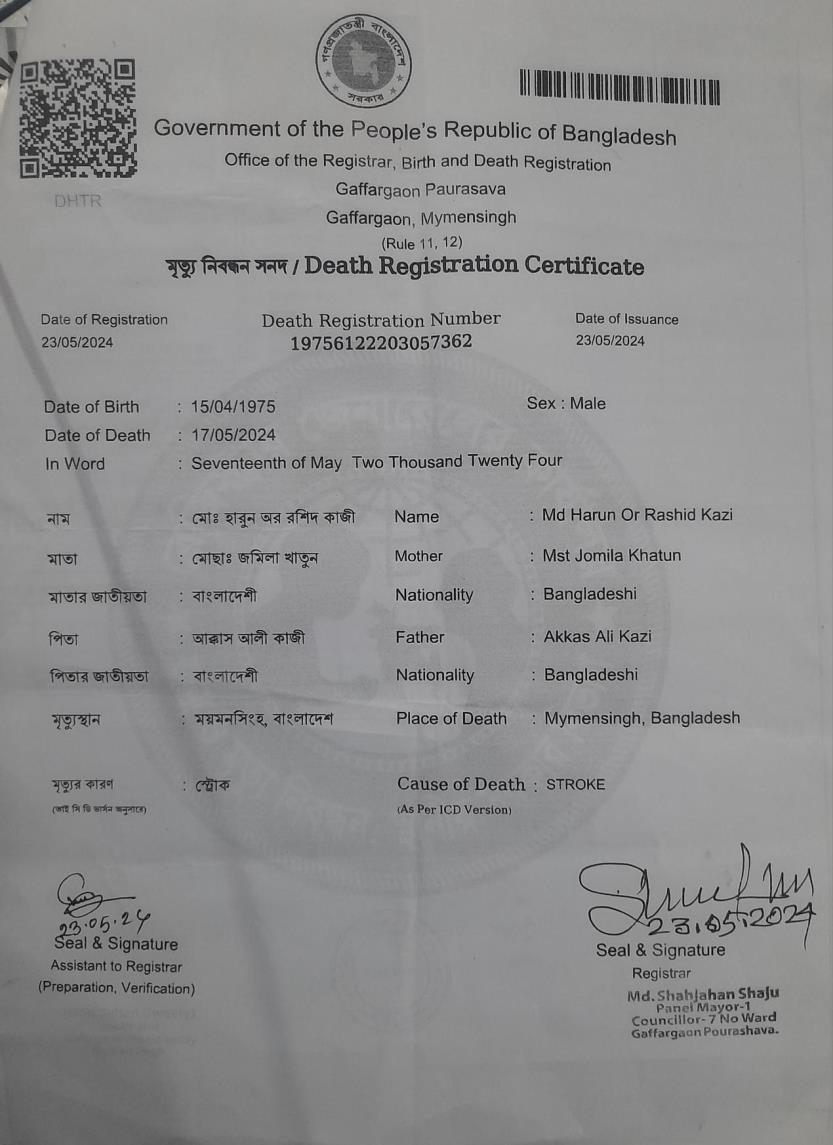 গণপ্রজাতন্ত্রী বাংলাদেশ
সরকার
DHTR
Government of the People's Republic of Bangladesh
Office of the Registrar, Birth and Death Registration
Gaffargaon Paurasava
Gaffargaon, Mymensingh
(Rule 11, 12)
মৃত্যু নিবন্ধন সনদ / Death Registration Certificate
Date of Registration Death Registration Number Date of Issuance
23/05/2024 19756122203057362 23/05/2024
Date of Birth : 15/04/1975 Sex : Male
Date of Death : 17/05/2024
In Word : Seventeenth of May Two Thousand Twenty Four
নাম : মোঃ হারুন অর রশিদ কাজী Name : Md Harun Or Rashid Kazi
মাতা : মোছাঃ জমিলা খাতুন Mother : Mst Jomila Khatun
মাতার জাতীয়তা : বাংলাদেশী Nationality : Bangladeshi
পিতা : আক্কাস আলী কাজী Father : Akkas Ali Kazi
পিতার জাতীয়তা : বাংলাদেশী Nationality : Bangladeshi
মৃত্যুস্থান : ময়মনসিংহ, বাংলাদেশ Place of Death : Mymensingh, Bangladesh
মৃত্যুর কারণ : স্ট্রোক Cause of Death : STROKE
(আই সি ডি ভার্সন অনুসারে) (As Per ICD Version)
23.05.24 23.05.2024
Seal & Signature Seal & Signature
Assistant to Registrar Registrar
(Preparation, Verification)
Md. Shahjahan Shaju
Panel Mayor-1
Councillor- 7 No Ward
Gaffargaon Pourashava.